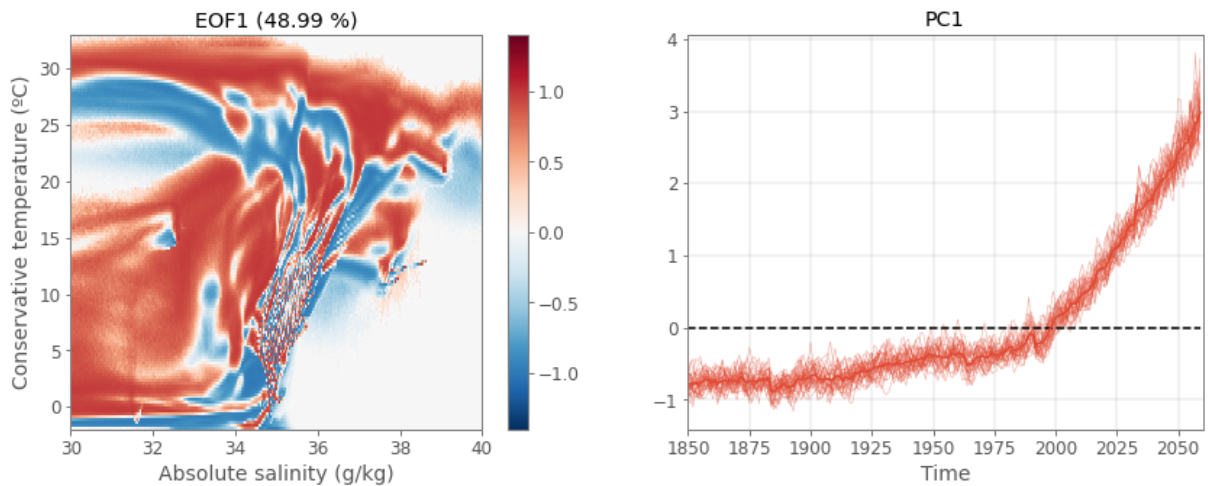 EOF1 (48.99 %)
Conservative temperature (ºC)
30
25
20
15
10
5
0
30 32 34 36 38 40
Absolute salinity (g/kg)
1.0
0.5
0.0
−0.5
−1.0
PC1
4
3
2
1
0
−1
1850 1875 1900 1925 1950 1975 2000 2025 2050
Time